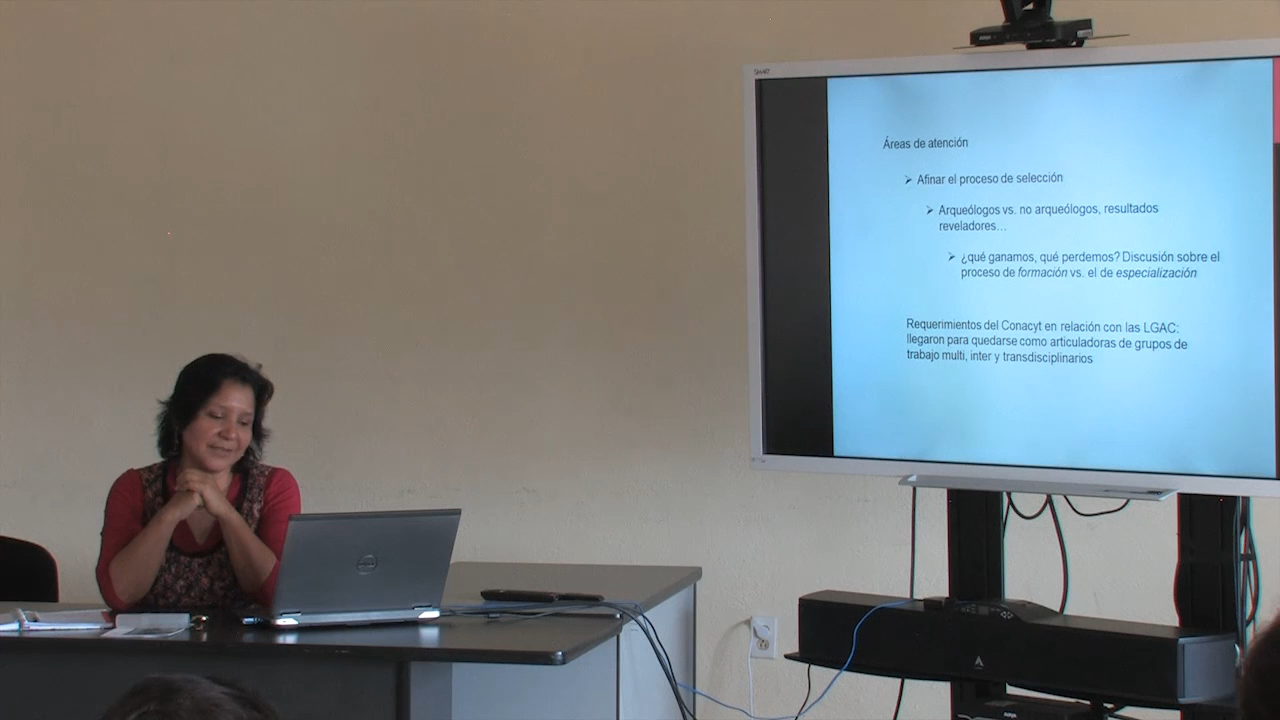 SMART
Áreas de atención
Afinar el proceso de selección
Arqueólogos vs. no arqueólogos, resultados
reveladores…
¿qué ganamos, qué perdemos? Discusión sobre el
proceso de formación vs. el de especialización
Requerimientos del Conacyt en relación con las LGAC:
llegaron para quedarse como articuladoras de grupos de
trabajo multi, inter y transdisciplinarios
DELL